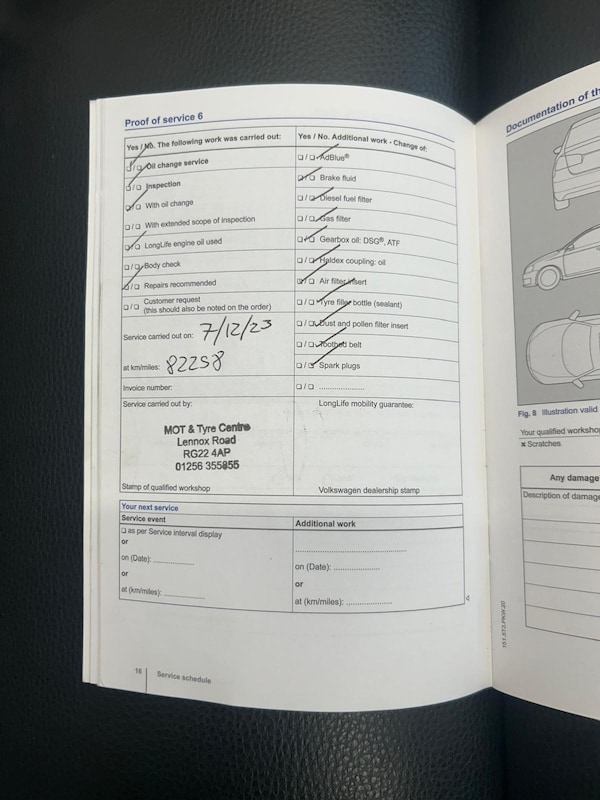 Proof of service 6
Yes / No. The following work was carried out:
❑ / ❑ Oil change service
❑ / ❑ Inspection
❑ / ❑ With oil change
❑ / ❑ With extended scope of inspection
❑ / ❑ LongLife engine oil used
❑ / ❑ Body check
❑ / ❑ Repairs recommended
❑ / ❑ Customer request
(this should also be noted on the order)
Service carried out on: 7/12/23
at km/miles: 82258
Invoice number:
Service carried out by:
MOT & Tyre Centre
Lennox Road
RG22 4AP
01256 355855
Stamp of qualified workshop
Yes / No. Additional work - Change of:
❑ / ❑ AdBlue®
❑ / ❑ Brake fluid
❑ / ❑ Diesel fuel filter
❑ / ❑ Gas filter
❑ / ❑ Gearbox oil: DSG®, ATF
❑ / ❑ Haldex coupling: oil
❑ / ❑ Air filter insert
❑ / ❑ Tyre filler bottle (sealant)
❑ / ❑ Dust and pollen filter insert
❑ / ❑ Toothed belt
❑ / ❑ Spark plugs
❑ / ❑ .....................
LongLife mobility guarantee:
Volkswagen dealership stamp
Your next service
Service event
❑ as per Service interval display
or
on (Date): ...................
or
at (km/miles): ...................
Additional work
.....................................
on (Date): .....................
or
at (km/miles): .....................
16
Service schedule
151.5T3.PKW.20
Documentation of th
Fig. 8 Illustration valid
Your qualified workshop
✖ Scratches
Any damage
Description of damage